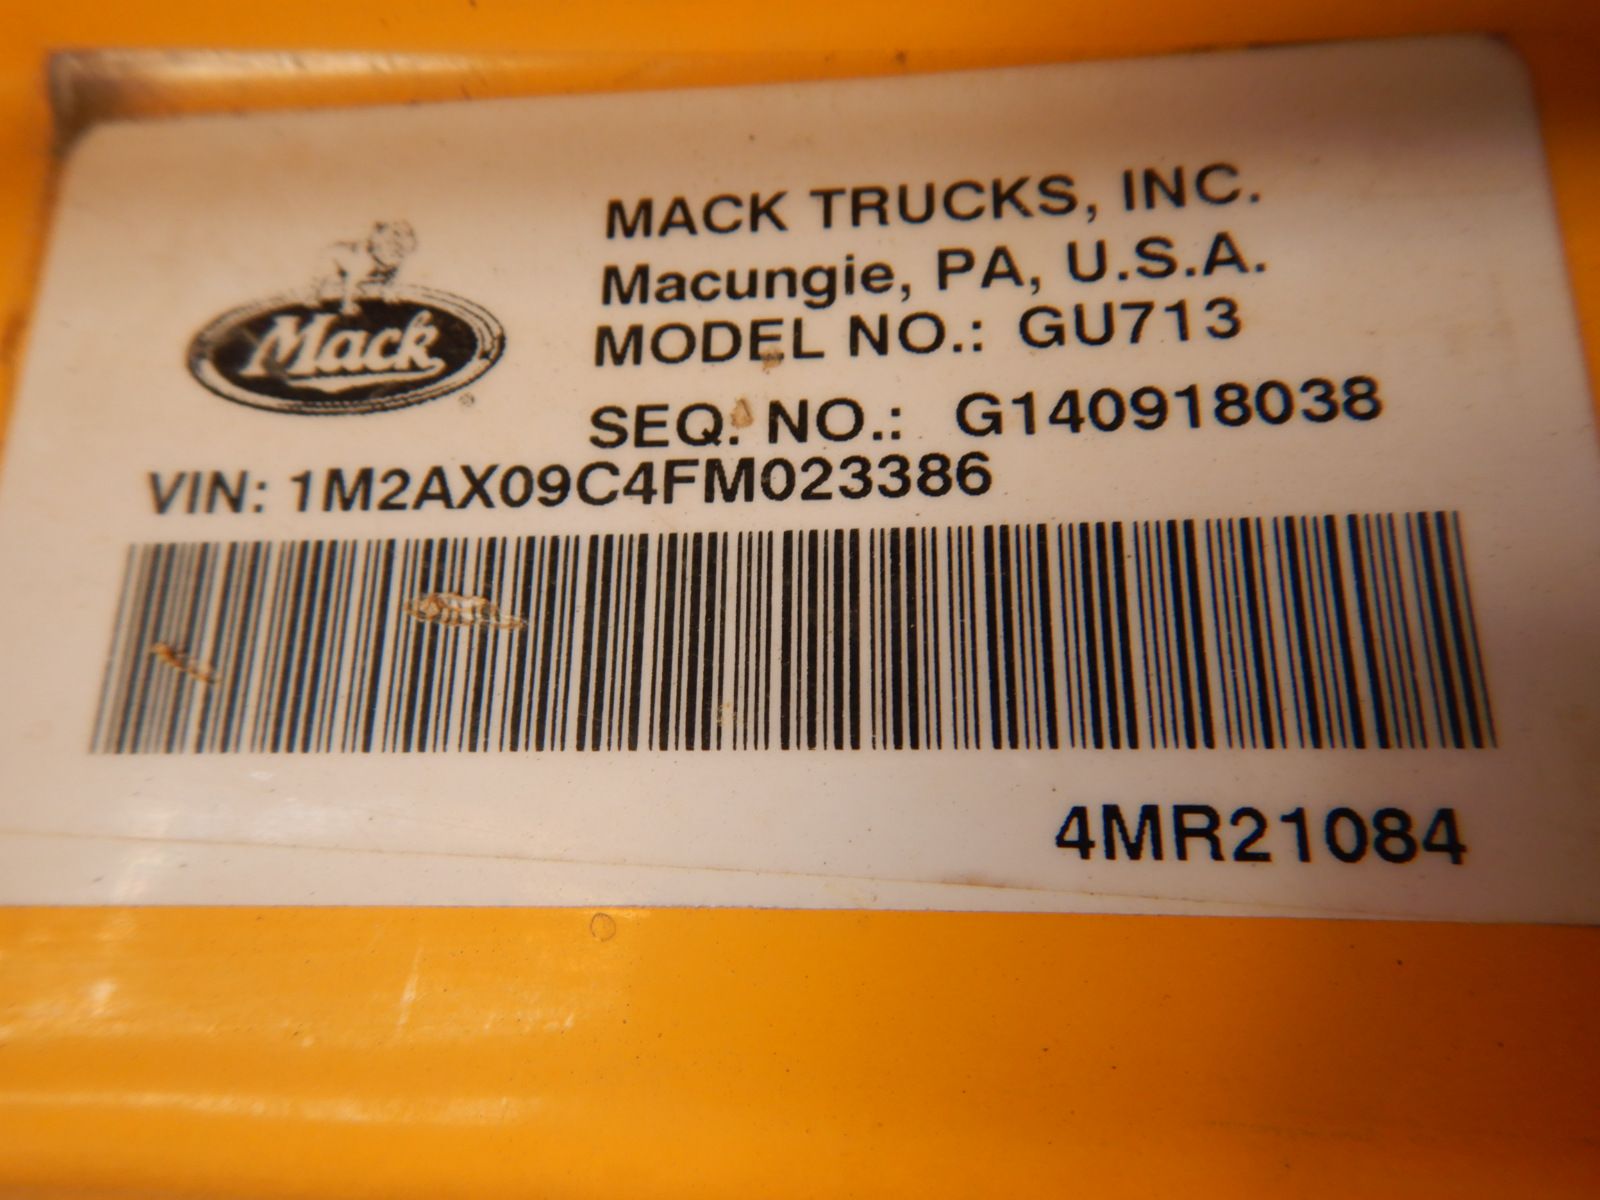 Mack
MACK TRUCKS, INC.
Macungie, PA, U.S.A.
MODEL NO.: GU713
SEQ. NO.: G140918038
VIN: 1M2AX09C4FM023386
4MR21084